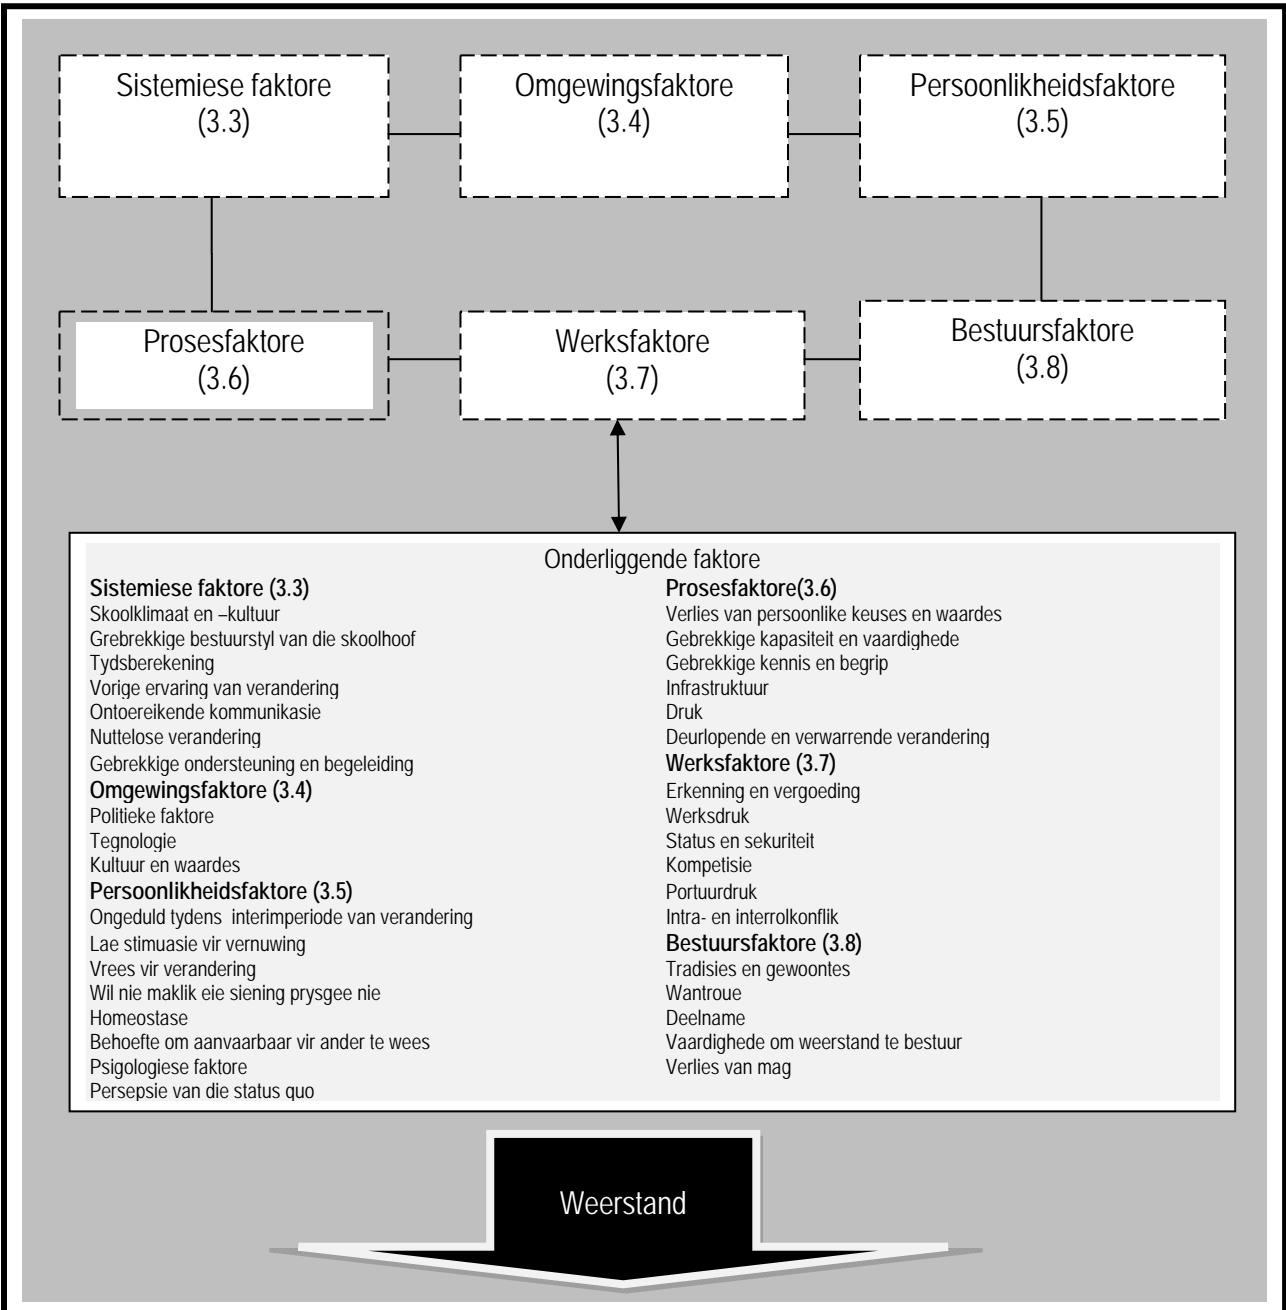 Sistemiese faktore
(3.3)
Omgewingsfaktore
(3.4)
Persoonlikheidsfaktore
(3.5)
Prosesfaktore
(3.6)
Werksfaktore
(3.7)
Bestuursfaktore
(3.8)
Onderliggende faktore
Sistemiese faktore (3.3)
Skoolklimaat en –kultuur
Grebrekkige bestuurstyl van die skoolhoof
Tydsberekening
Vorige ervaring van verandering
Ontoereikende kommunikasie
Nuttelose verandering
Gebrekkige ondersteuning en begeleiding
Omgewingsfaktore (3.4)
Politieke faktore
Tegnologie
Kultuur en waardes
Persoonlikheidsfaktore (3.5)
Ongeduld tydens interimperiode van verandering
Lae stimuasie vir vernuwing
Vrees vir verandering
Wil nie maklik eie siening prysgee nie
Homeostase
Behoefte om aanvaarbaar vir ander te wees
Psigologiese faktore
Persepsie van die status quo
Prosesfaktore(3.6)
Verlies van persoonlike keuses en waardes
Gebrekkige kapasiteit en vaardighede
Gebrekkige kennis en begrip
Infrastruktuur
Druk
Deurlopende en verwarrende verandering
Werksfaktore (3.7)
Erkenning en vergoeding
Werksdruk
Status en sekuriteit
Kompetisie
Portuurdruk
Intra- en interrolkonflik
Bestuursfaktore (3.8)
Tradisies en gewoontes
Wantroue
Deelname
Vaardighede om weerstand te bestuur
Verlies van mag
Weerstand